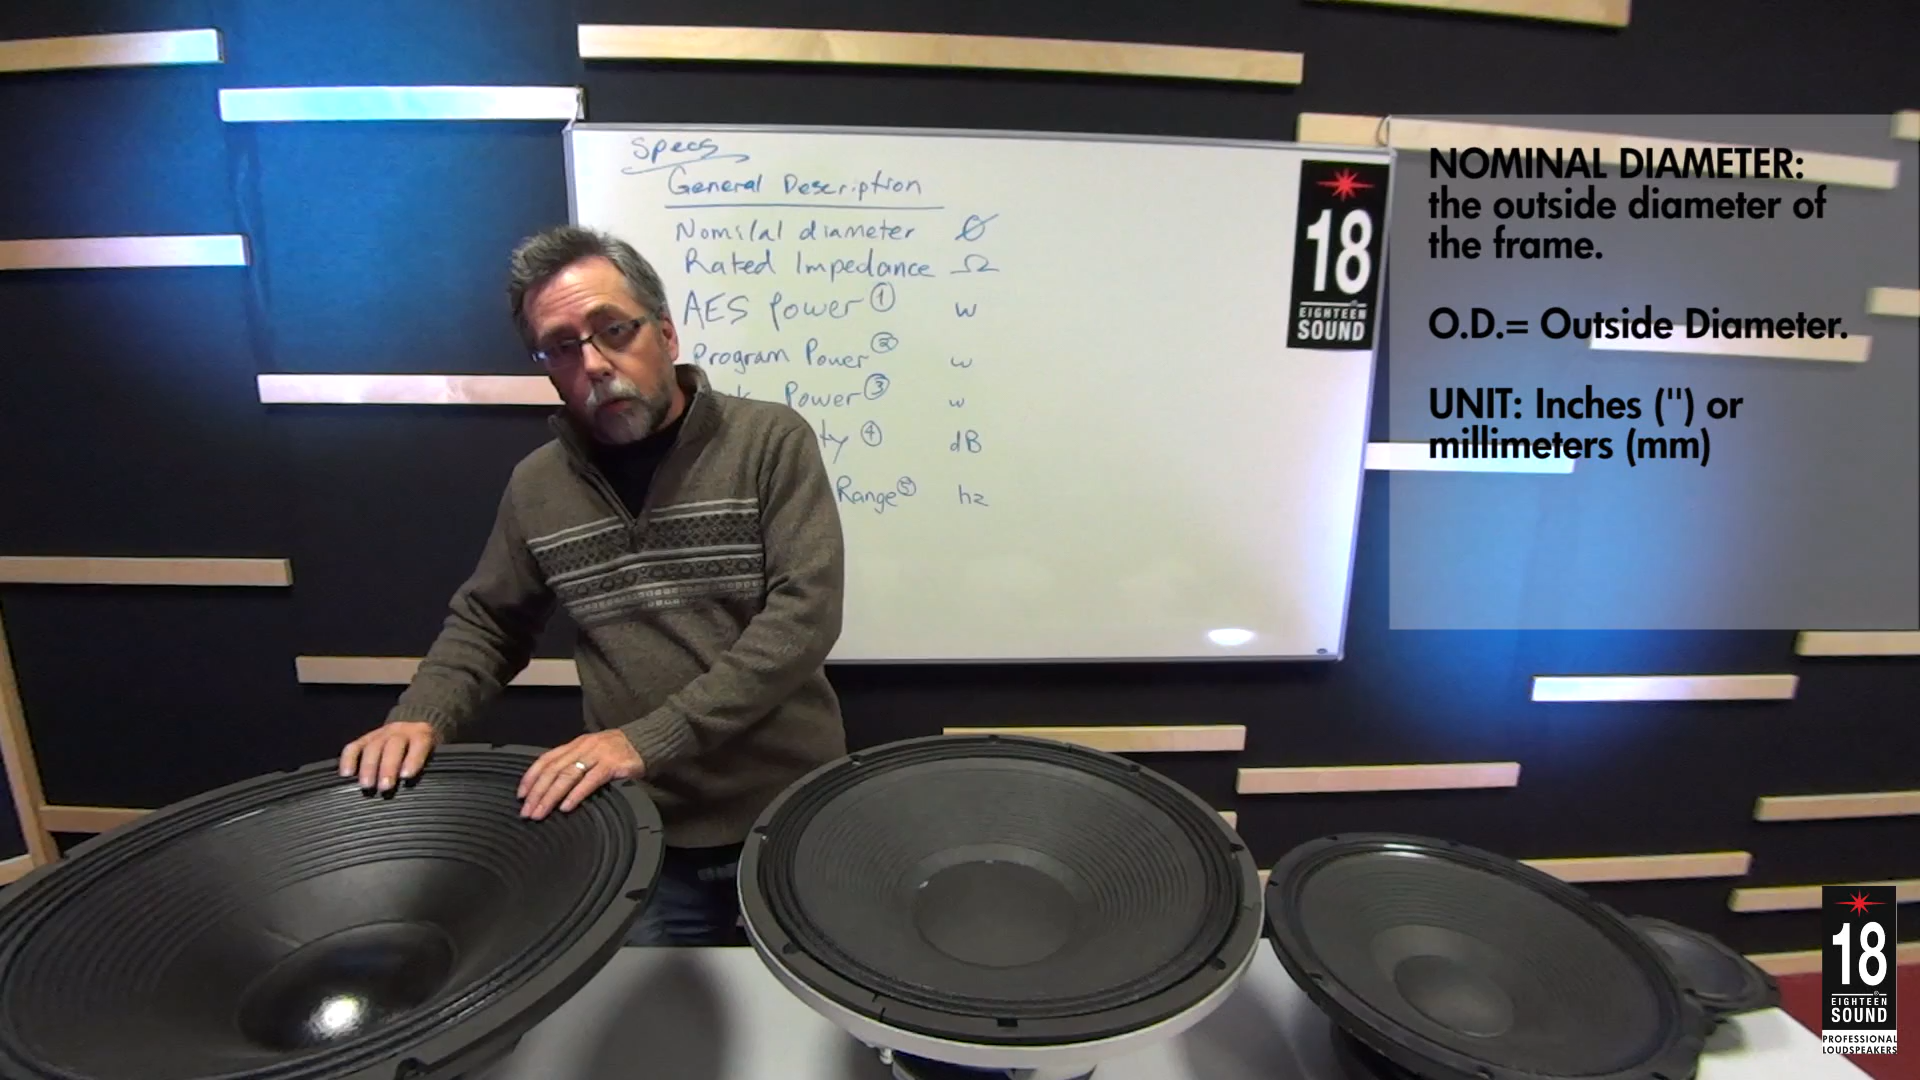 Specs
General Description
Nomilal diameter Ø
Rated Impedance Ω
AES Power ① w
Program Power ② w
Power ③ w
④ dB
Range ⑤ hz
18
EIGHTEEN
SOUND
NOMINAL DIAMETER:
the outside diameter of
the frame.
O.D.= Outside Diameter.
UNIT: Inches (") or
millimeters (mm)
18
EIGHTEEN
SOUND
PROFESSIONAL
LOUDSPEAKERS